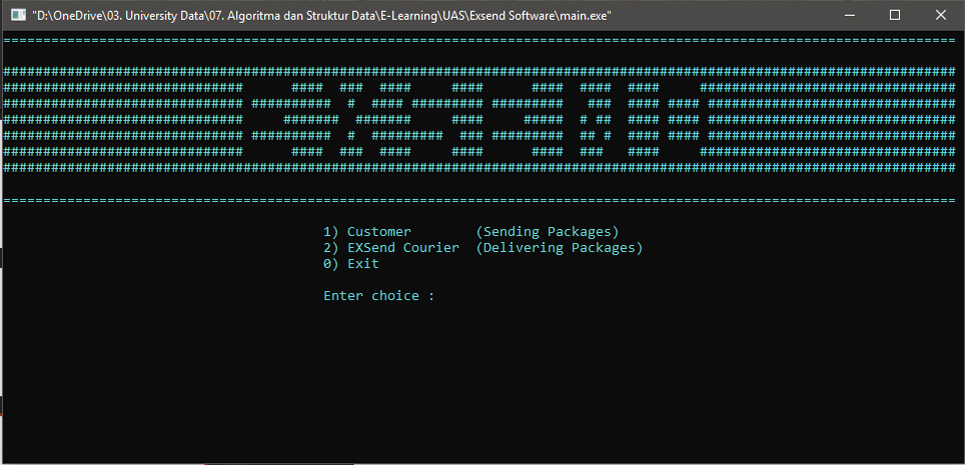 "D:\OneDrive\03. University Data\07. Algoritma dan Struktur Data\E-Learning\UAS\Exsend Software\main.exe"
EXSEND
1) Customer (Sending Packages)
2) EXSend Courier (Delivering Packages)
0) Exit
Enter choice :